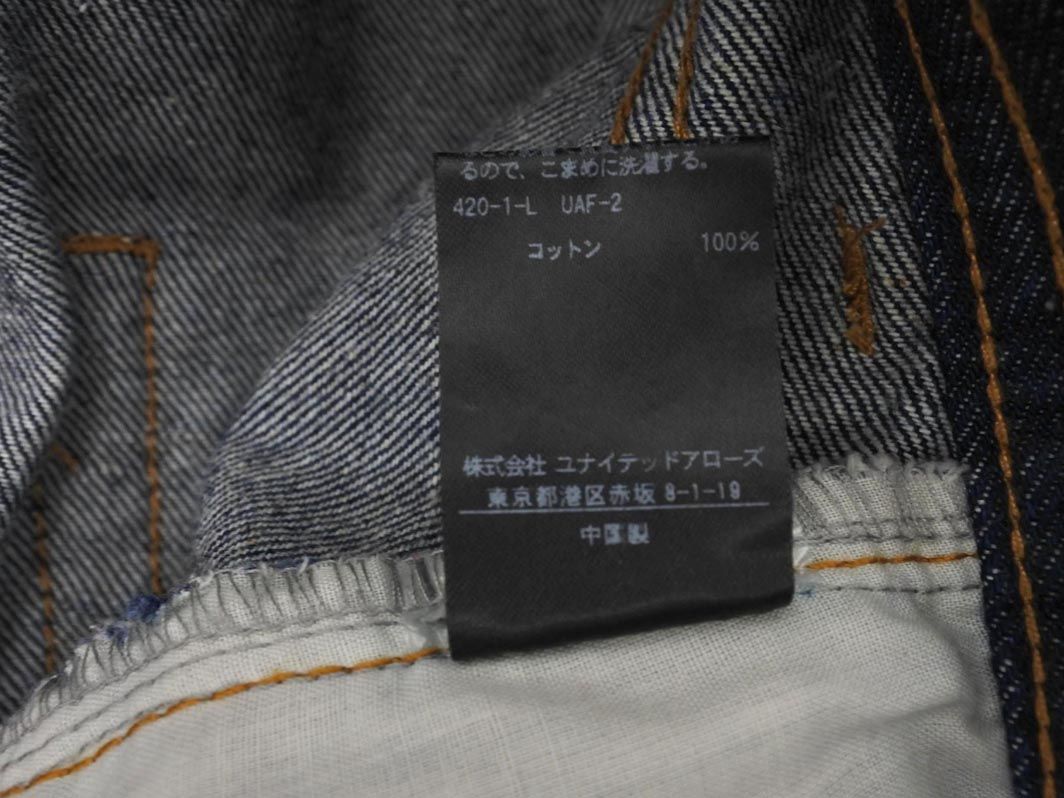 るので、こまめに洗濯する。
420-1-L UAF-2
コットン 100%
株式会社 ユナイテッドアローズ
東京都港区赤坂 8-1-19
中国製